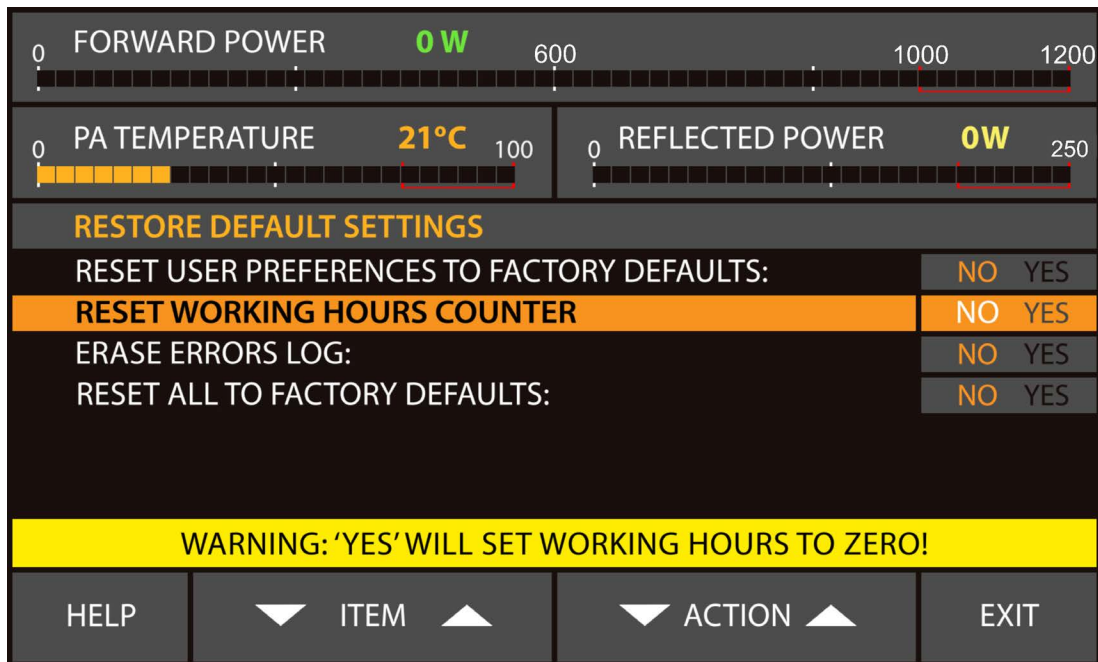 FORWARD POWER 0 W
0 600 1000 1200
PA TEMPERATURE 21°C
0 100
REFLECTED POWER 0W
0 250
RESTORE DEFAULT SETTINGS
RESET USER PREFERENCES TO FACTORY DEFAULTS: NO YES
RESET WORKING HOURS COUNTER NO YES
ERASE ERRORS LOG: NO YES
RESET ALL TO FACTORY DEFAULTS: NO YES
WARNING: ‘YES’ WILL SET WORKING HOURS TO ZERO!
HELP ITEM ACTION EXIT